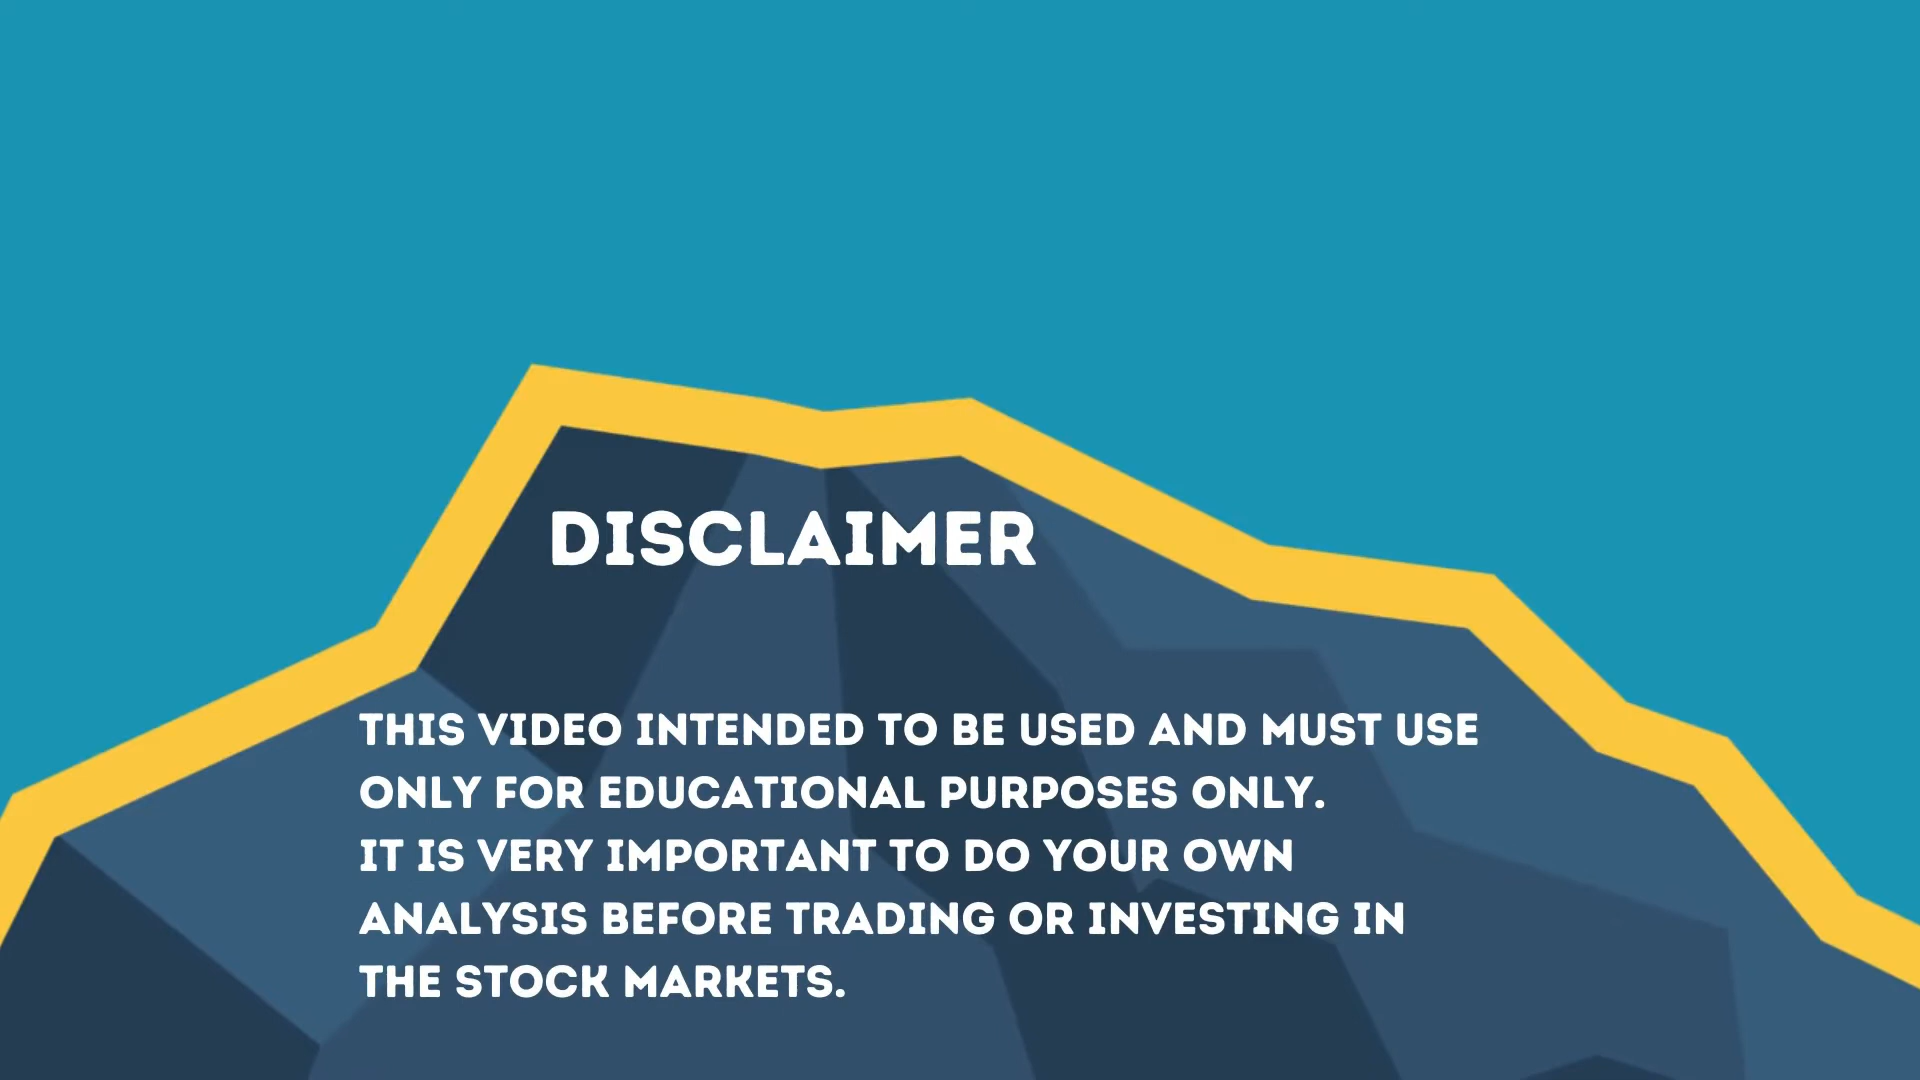 DISCLAIMER
THIS VIDEO INTENDED TO BE USED AND MUST USE
ONLY FOR EDUCATIONAL PURPOSES ONLY.
IT IS VERY IMPORTANT TO DO YOUR OWN
ANALYSIS BEFORE TRADING OR INVESTING IN
THE STOCK MARKETS.